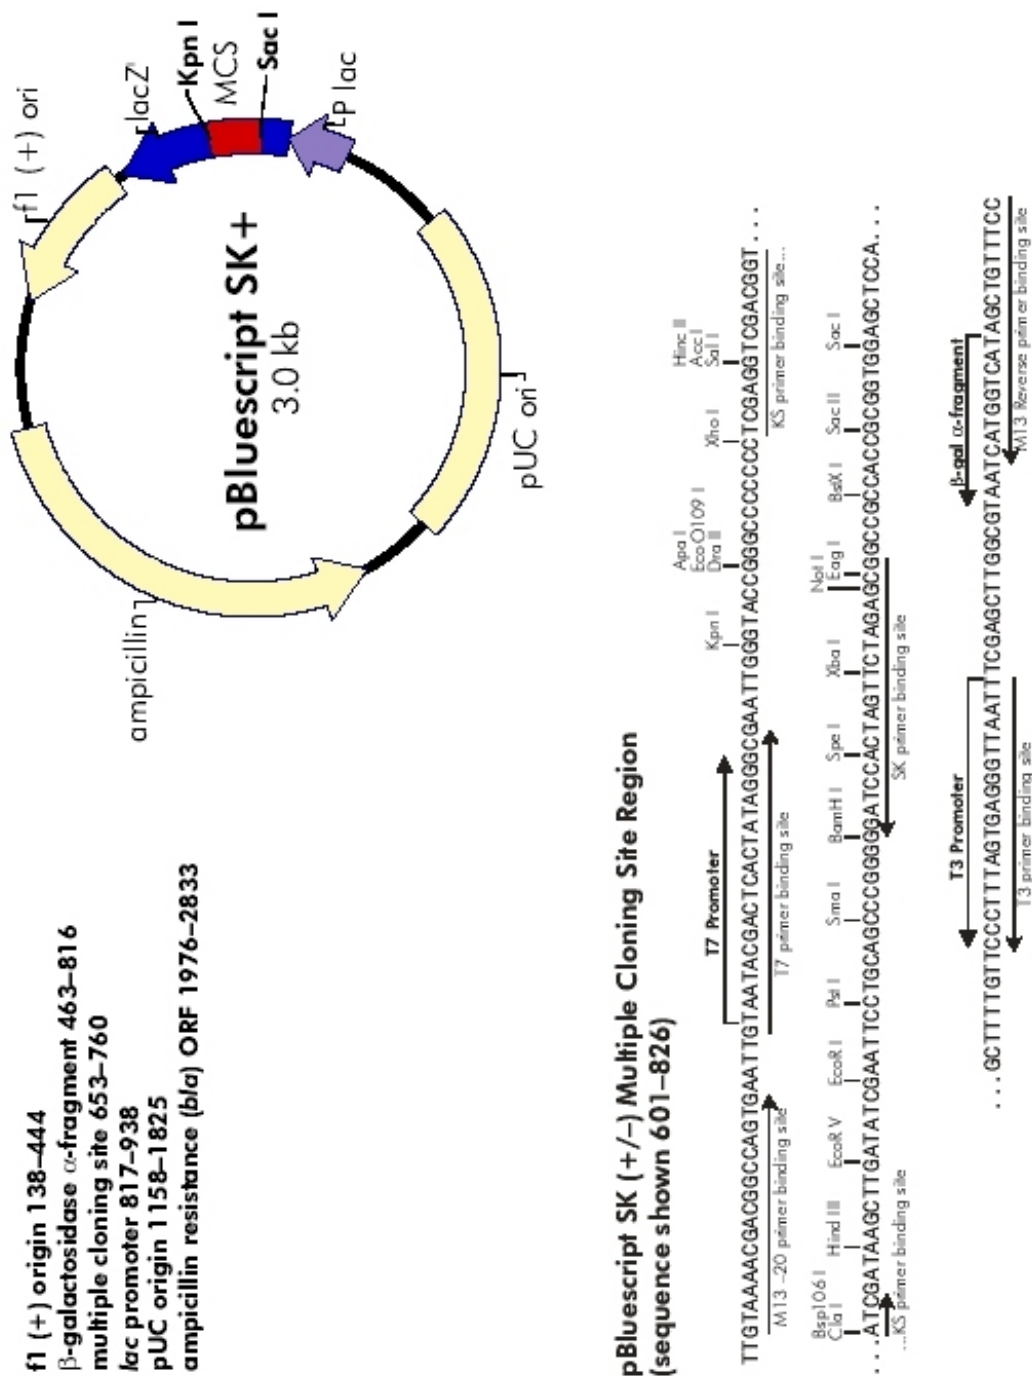 f1 (+) origin 138–444
β-galactosidase α-fragment 463–816
multiple cloning site 653–760
lac promoter 817–938
pUC origin 1158–1825
ampicillin resistance (bla) ORF 1976–2833
ampicillin
f1 (+) ori
lacZ'
Kpn I
MCS
Sac I
P lac
pUC ori
pBluescript SK+
3.0 kb
pBluescript SK (+/–) Multiple Cloning Site Region
(sequence shown 601–826)
T7 Promoter
Kpn I
Apa I
Eco O109 I
Dra II
Xho I
Hinc II
Acc I
Sal I
TTGTAAAACGACGGCCAGTGAATTGTAATACGACTCACTATAGGGCGAATTGGGTACCGGGCCCCCCCTCGAGGTCGACGGT...
M13 –20 primer binding site
T7 primer binding site
KS primer binding site...
Bsp106 I
Cla I
Hind III
EcoR V
EcoR I
Pst I
Sma I
BamH I
Spe I
Xba I
Not I
Eag I
BstX I
Sac II
Sac I
....ATCGATAAGCTTGATATCGAATTCCTGCAGCCCGGGGGATCCACTAGTTCTAGAGCGGCCGCCACCGCGGTGGAGCTCCA...
...KS primer binding site
SK primer binding site
T3 Promoter
β-gal α-fragment
...GCTTTTGTTCCCTTTAGTGAGGGTTAATTTCGAGCTTGGCGTAATCATGGTCATAGCTGTTTCC
T3 primer binding site
M13 Reverse primer binding site